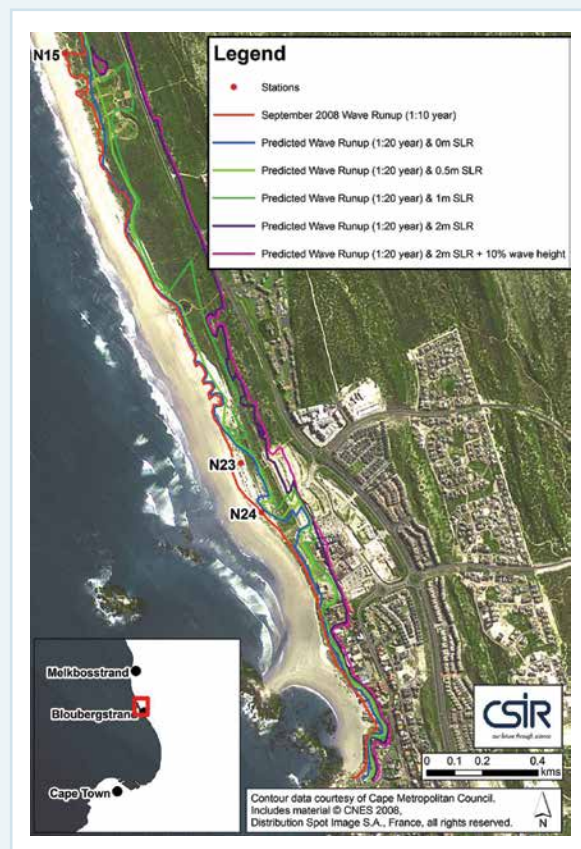 N15
Legend
Stations
September 2008 Wave Runup (1:10 year)
Predicted Wave Runup (1:20 year) & 0m SLR
Predicted Wave Runup (1:20 year) & 0.5m SLR
Predicted Wave Runup (1:20 year) & 1m SLR
Predicted Wave Runup (1:20 year) & 2m SLR
Predicted Wave Runup (1:20 year) & 2m SLR + 10% wave height
N23
N24
Melkbosstrand
Bloubergstrand
Cape Town
CSIR
our future through science
0 0.1 0.2 0.4
kms
Contour data courtesy of Cape Metropolitan Council.
Includes material © CNES 2008,
Distribution Spot Image S.A., France, all rights reserved.
N